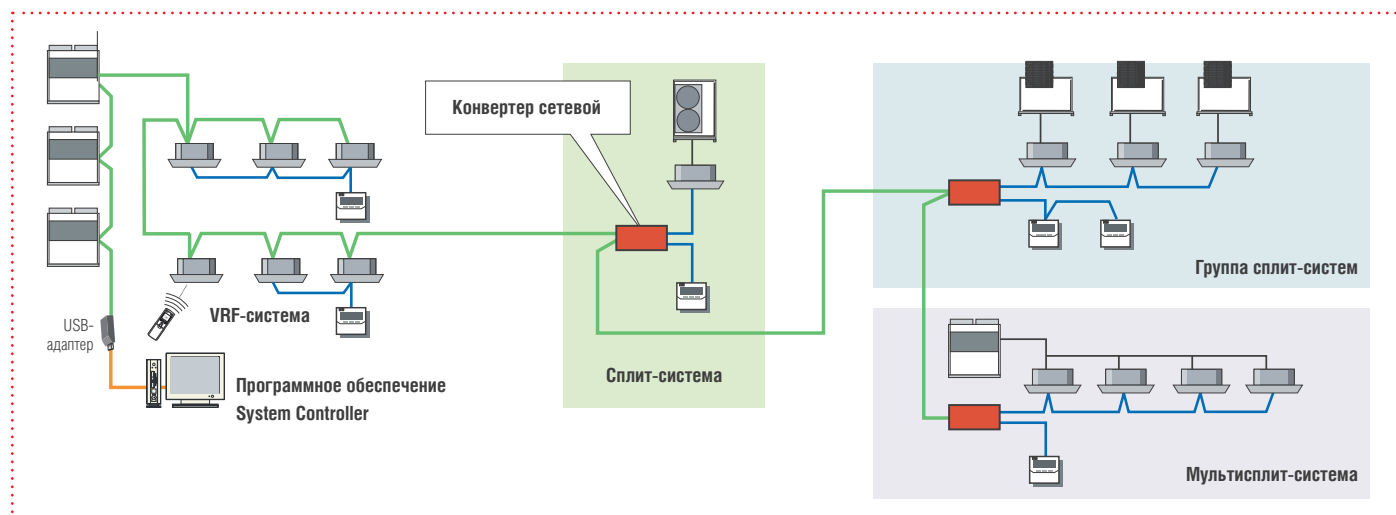 Конвертер сетевой
Группа сплит-систем
VRF-система
USB-
адаптер
Сплит-система
Программное обеспечение
System Controller
Мультисплит-система